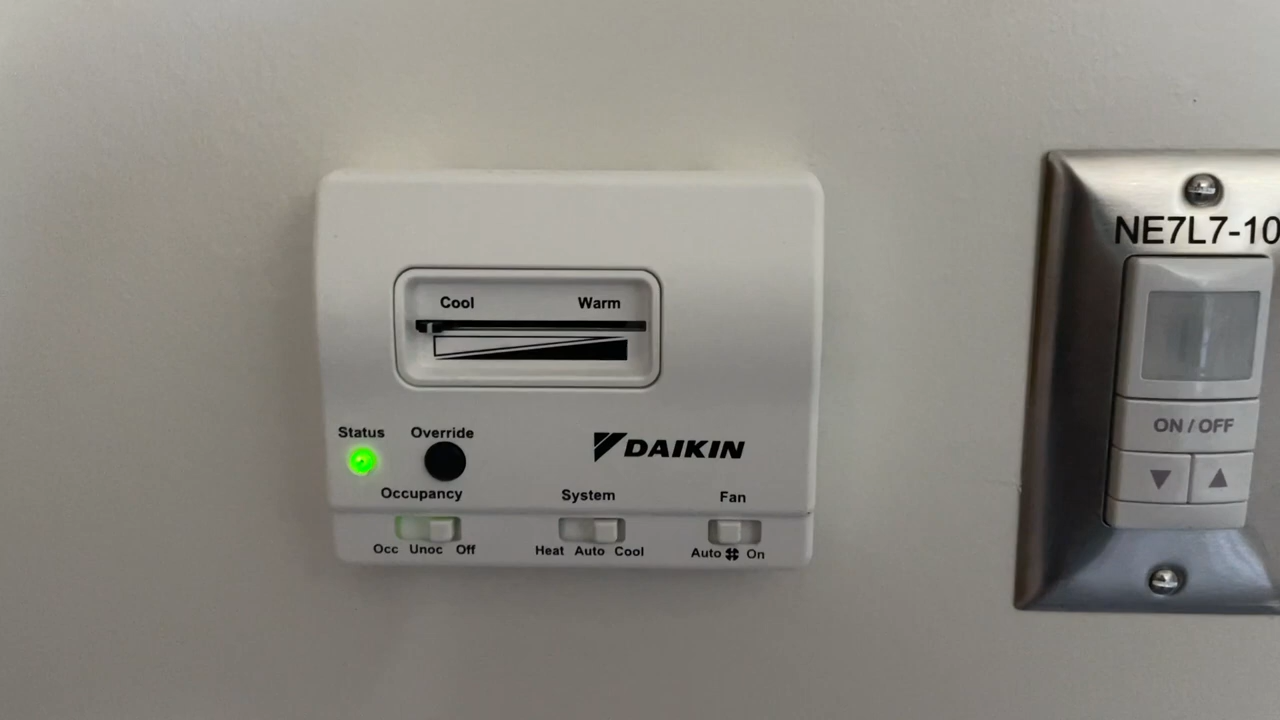 Cool Warm
Status Override
DAIKIN
Occupancy System Fan
Occ Unoc Off Heat Auto Cool Auto On
NE7L7-10
ON / OFF